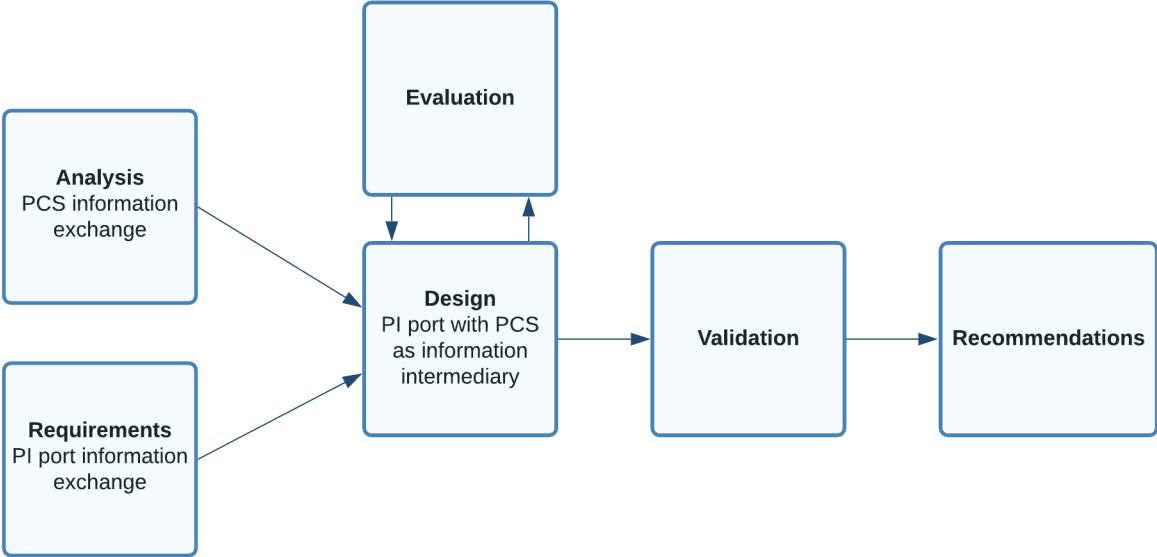 Evaluation
Analysis
PCS information
exchange
Design
PI port with PCS
as information
intermediary
Validation
Recommendations
Requirements
PI port information
exchange